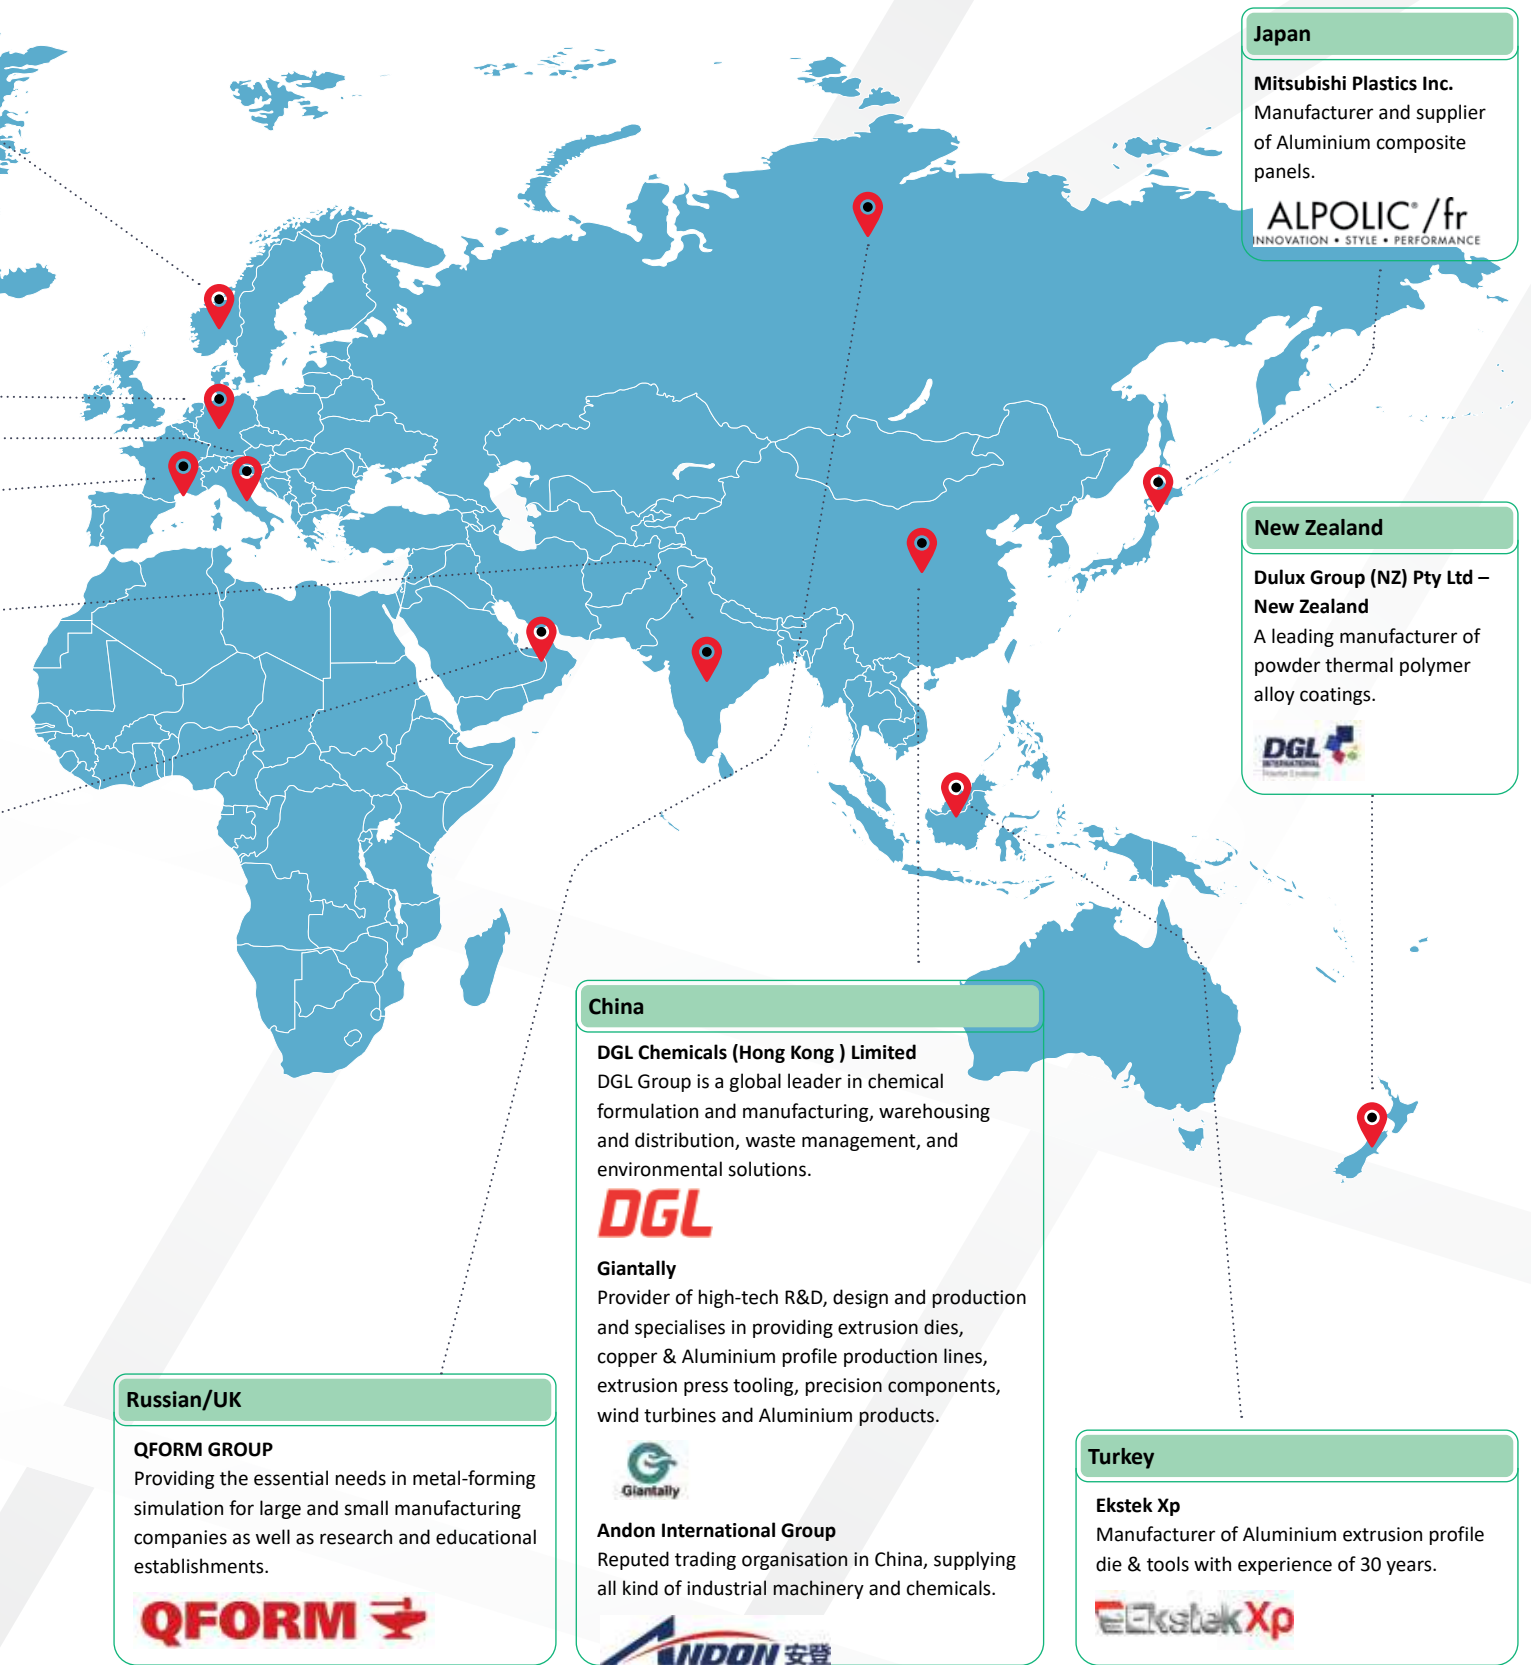 Japan
Mitsubishi Plastics Inc.
Manufacturer and supplier
of Aluminium composite
panels.
ALPOLIC® /fr
INNOVATION • STYLE • PERFORMANCE
New Zealand
Dulux Group (NZ) Pty Ltd –
New Zealand
A leading manufacturer of
powder thermal polymer
alloy coatings.
DGL
INTERNATIONAL
China
DGL Chemicals (Hong Kong ) Limited
DGL Group is a global leader in chemical
formulation and manufacturing, warehousing
and distribution, waste management, and
environmental solutions.
DGL
Giantally
Provider of high-tech R&D, design and production
and specialises in providing extrusion dies,
copper & Aluminium profile production lines,
extrusion press tooling, precision components,
wind turbines and Aluminium products.
Giantally
Andon International Group
Reputed trading organisation in China, supplying
all kind of industrial machinery and chemicals.
ANDON 安登
Russian/UK
QFORM GROUP
Providing the essential needs in metal-forming
simulation for large and small manufacturing
companies as well as research and educational
establishments.
QFORM
Turkey
Ekstek Xp
Manufacturer of Aluminium extrusion profile
die & tools with experience of 30 years.
Ekstek Xp